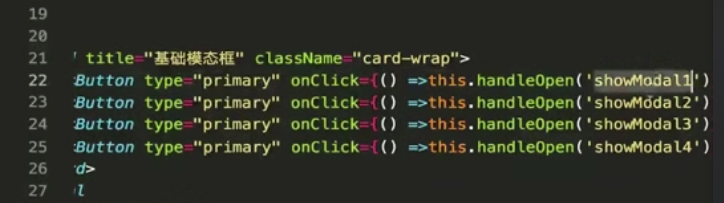 19
20
21 title="基础模态框" className="card-wrap">
22 Button type="primary" onClick={() =>this.handleOpen('showModal1')
23 Button type="primary" onClick={() =>this.handleOpen('showModal2')
24 Button type="primary" onClick={() =>this.handleOpen('showModal3')
25 Button type="primary" onClick={() =>this.handleOpen('showModal4')
26 d>
27 l